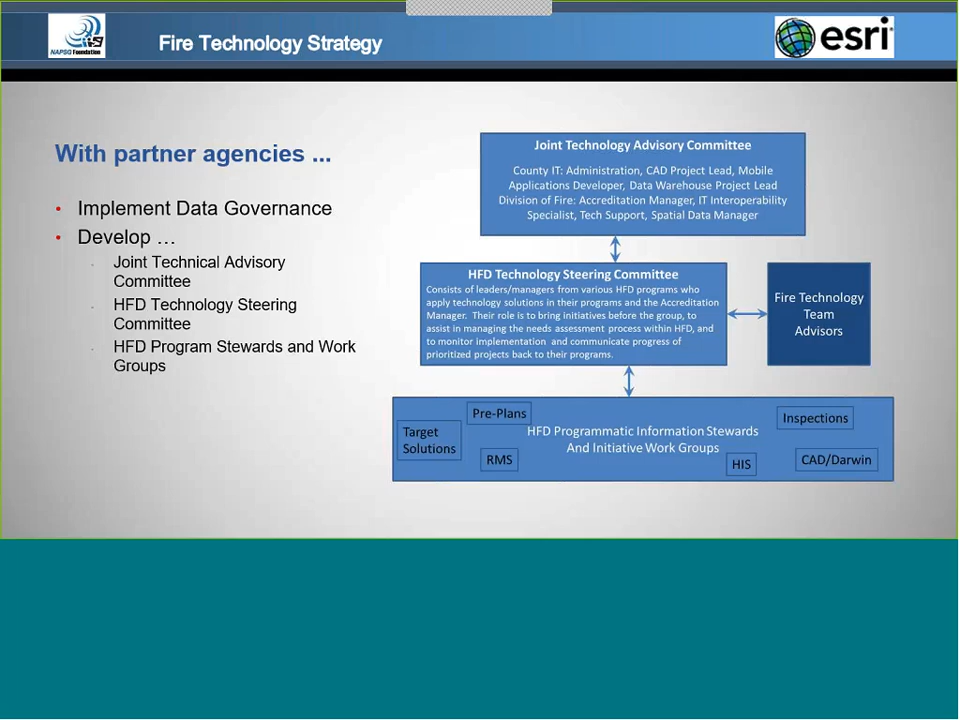 NAPSG Foundation
Fire Technology Strategy
esri
With partner agencies ...
• Implement Data Governance
• Develop …
Joint Technical Advisory
Committee
HFD Technology Steering
Committee
HFD Program Stewards and Work
Groups
Joint Technology Advisory Committee
County IT: Administration, CAD Project Lead, Mobile
Applications Developer, Data Warehouse Project Lead
Division of Fire: Accreditation Manager, IT Interoperability
Specialist, Tech Support, Spatial Data Manager
HFD Technology Steering Committee
Consists of leaders/managers from various HFD programs who
apply technology solutions in their programs and the Accreditation
Manager. Their role is to bring initiatives before the group, to
assist in managing the needs assessment process within HFD, and
to monitor implementation and communicate progress of
prioritized projects back to their programs.
Fire Technology
Team
Advisors
Pre-Plans
Target
Solutions
RMS
HFD Programmatic Information Stewards
And Initiative Work Groups
HIS
Inspections
CAD/Darwin